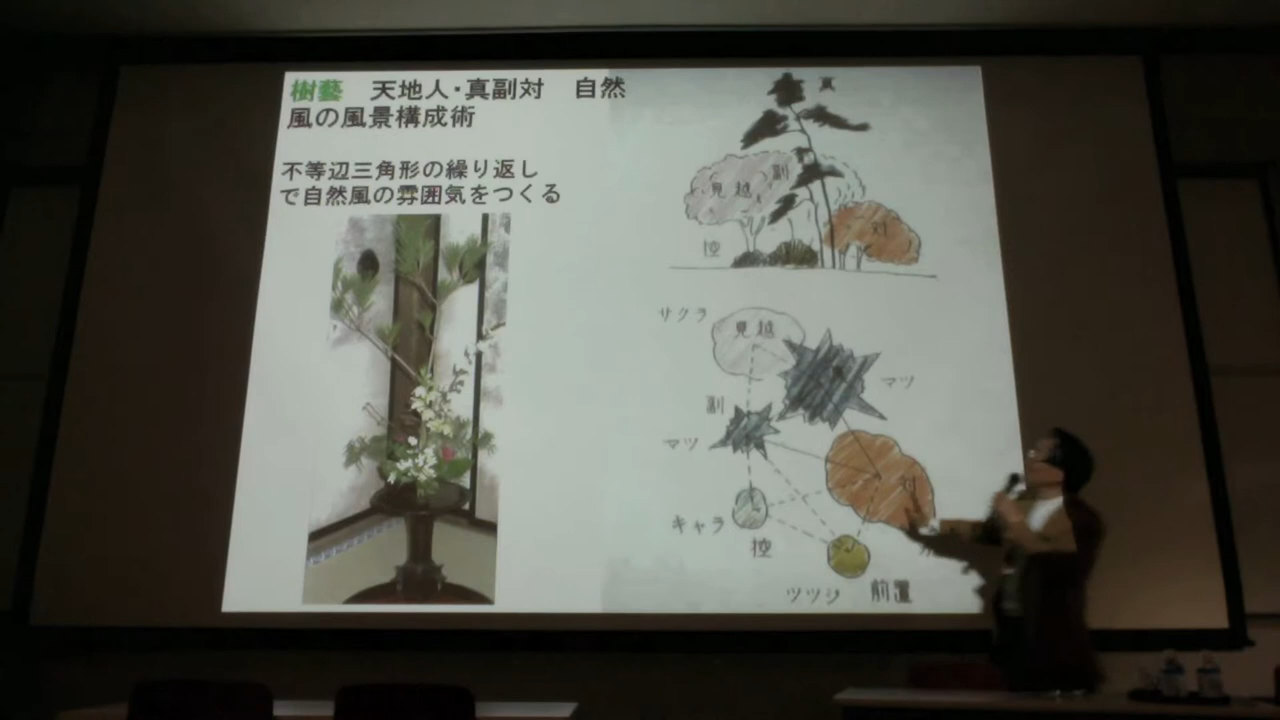 樹藝 天地人・真副対 自然
風の風景構成術
不等辺三角形の繰り返し
で自然風の雰囲気をつくる
真
副
見越
対
控
サクラ
見越
マツ
副
マツ
対
キャラ
控
ツツジ
前置